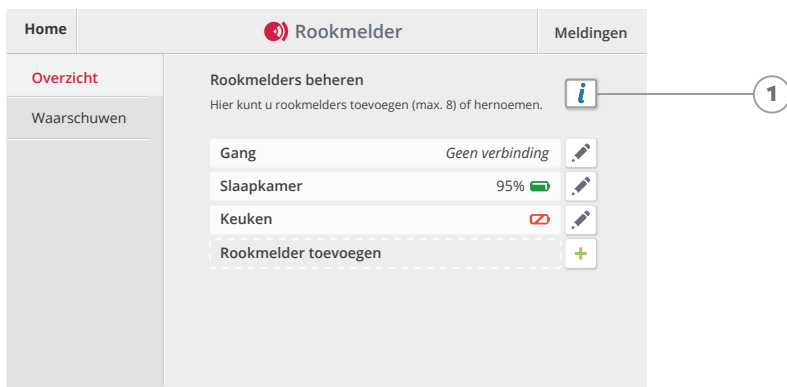 Home
Rookmelder
Meldingen
Overzicht
Waarschuwen
Rookmelders beheren
Hier kunt u rookmelders toevoegen (max. 8) of hernoemen.
i
1
Gang Geen verbinding
Slaapkamer 95%
Keuken
Rookmelder toevoegen +